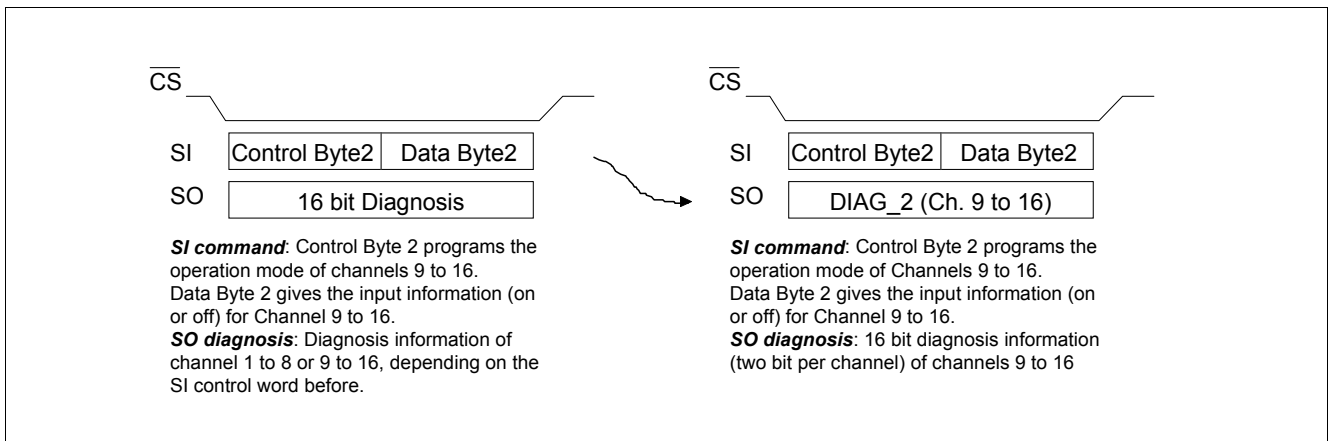 CS
SI Control Byte2 Data Byte2
SO 16 bit Diagnosis
SI command: Control Byte 2 programs the
operation mode of channels 9 to 16.
Data Byte 2 gives the input information (on
or off) for Channel 9 to 16.
SO diagnosis: Diagnosis information of
channel 1 to 8 or 9 to 16, depending on the
SI control word before.
CS
SI Control Byte2 Data Byte2
SO DIAG_2 (Ch. 9 to 16)
SI command: Control Byte 2 programs the
operation mode of Channels 9 to 16.
Data Byte 2 gives the input information (on
or off) for Channel 9 to 16.
SO diagnosis: 16 bit diagnosis information
(two bit per channel) of channels 9 to 16